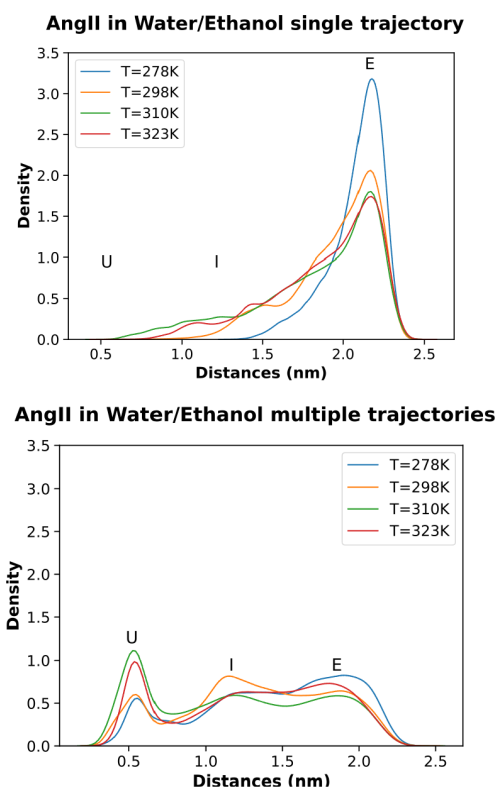 AngII in Water/Ethanol single trajectory
3.5
3.0
2.5
2.0
1.5
1.0
0.5
0.0
Density
T=278K
T=298K
T=310K
T=323K
U
I
E
0.5 1.0 1.5 2.0 2.5
Distances (nm)
AngII in Water/Ethanol multiple trajectories
3.5
3.0
2.5
2.0
1.5
1.0
0.5
0.0
Density
T=278K
T=298K
T=310K
T=323K
U
I
E
0.5 1.0 1.5 2.0 2.5
Distances (nm)